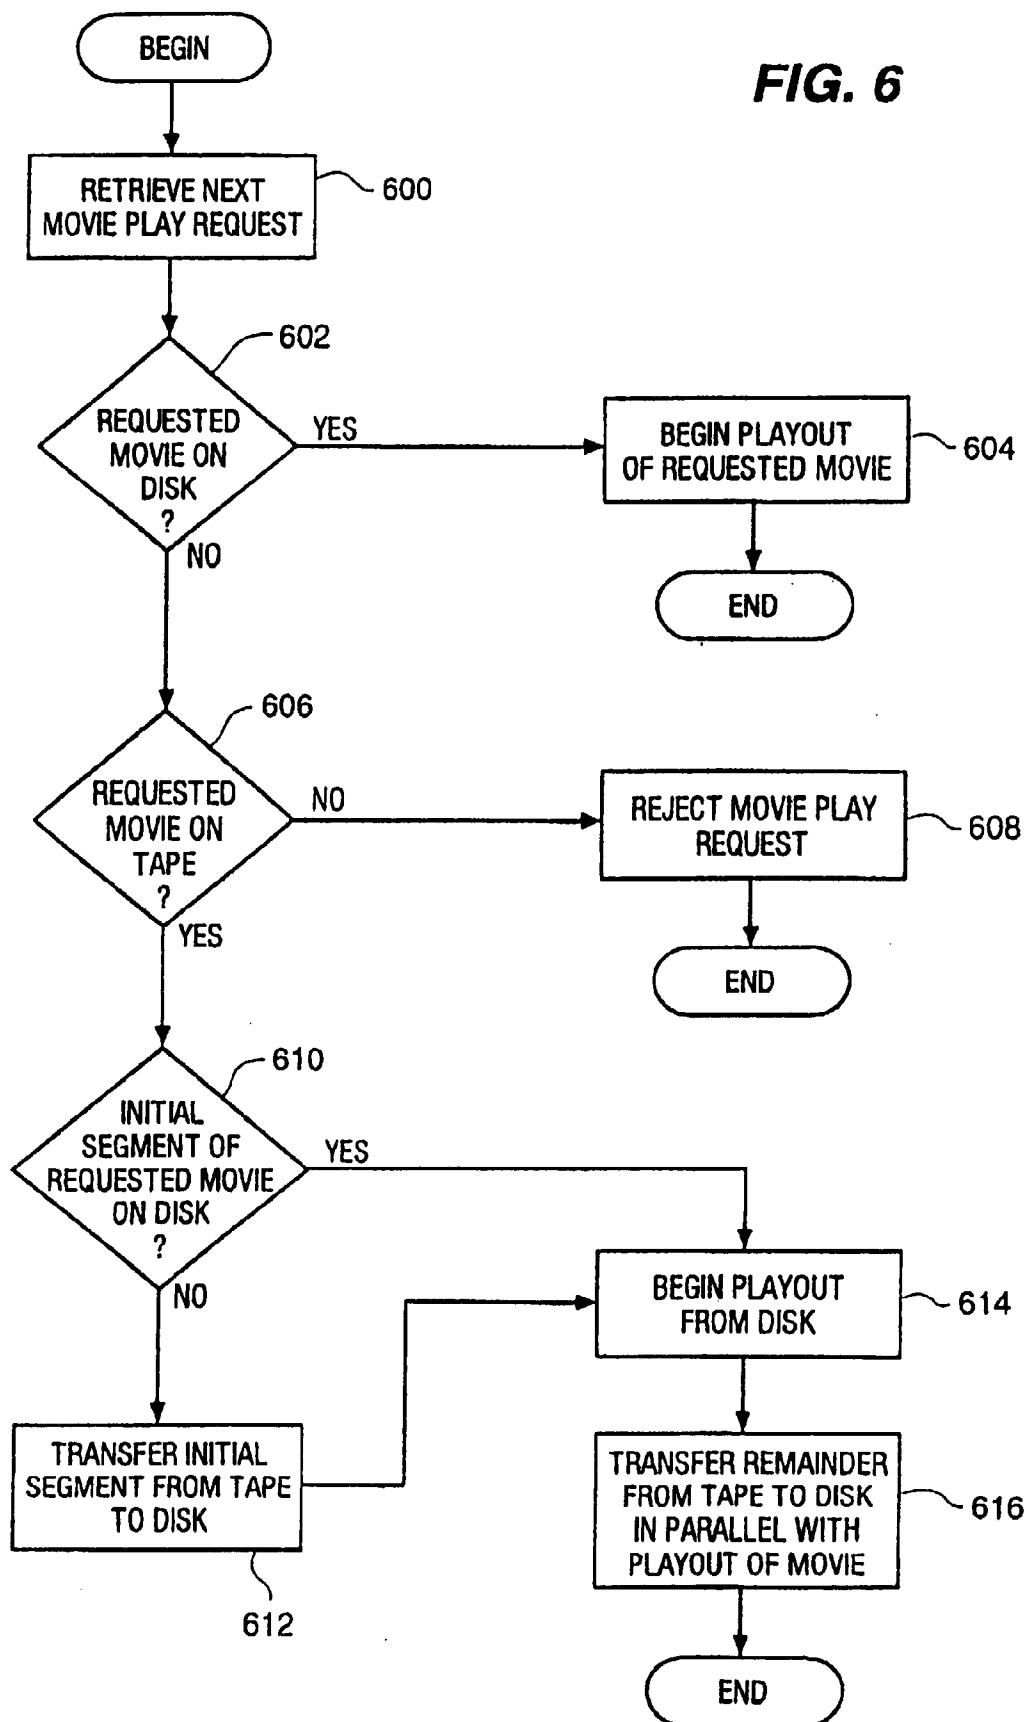 BEGIN
FIG. 6
RETRIEVE NEXT
MOVIE PLAY REQUEST
600
602
REQUESTED
MOVIE ON
DISK
?
YES
NO
BEGIN PLAYOUT
OF REQUESTED MOVIE
604
END
606
REQUESTED
MOVIE ON
TAPE
?
NO
YES
REJECT MOVIE PLAY
REQUEST
608
END
610
INITIAL
SEGMENT OF
REQUESTED MOVIE
ON DISK
?
YES
NO
BEGIN PLAYOUT
FROM DISK
614
TRANSFER INITIAL
SEGMENT FROM TAPE
TO DISK
612
TRANSFER REMAINDER
FROM TAPE TO DISK
IN PARALLEL WITH
PLAYOUT OF MOVIE
616
END